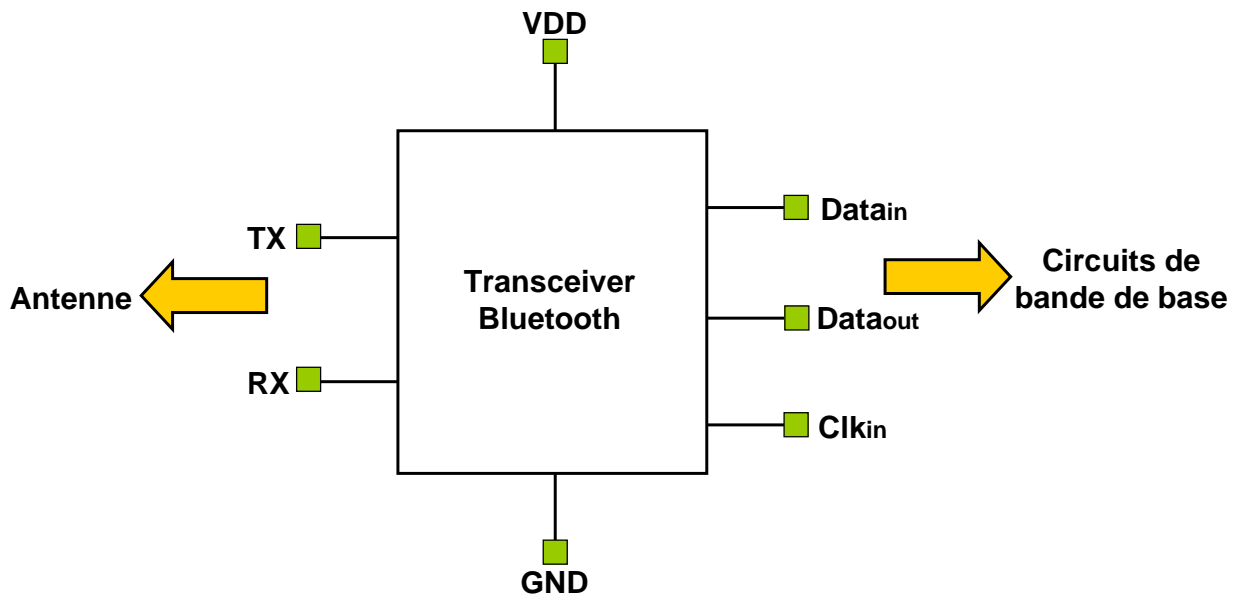 VDD
Datain
TX
Transceiver
Bluetooth
Circuits de
bande de base
Antenne
Dataout
RX
Clkin
GND